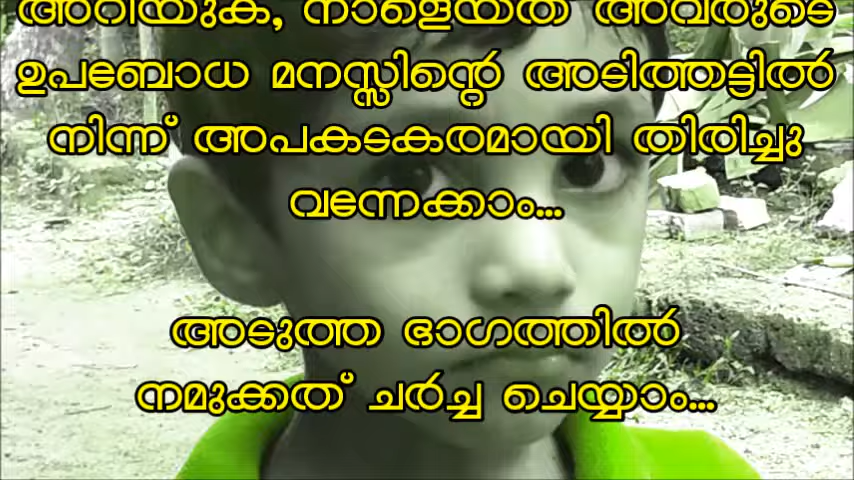 അറിയുക, നാളെയത് അവരുടെ
ഉപബോധ മനസ്സിന്റെ അടിത്തട്ടിൽ
നിന്ന് അപകടകരമായി തിരിച്ചു
വന്നേക്കാം...
അടുത്ത ഭാഗത്തിൽ
നമുക്കത് ചർച്ച ചെയ്യാം...